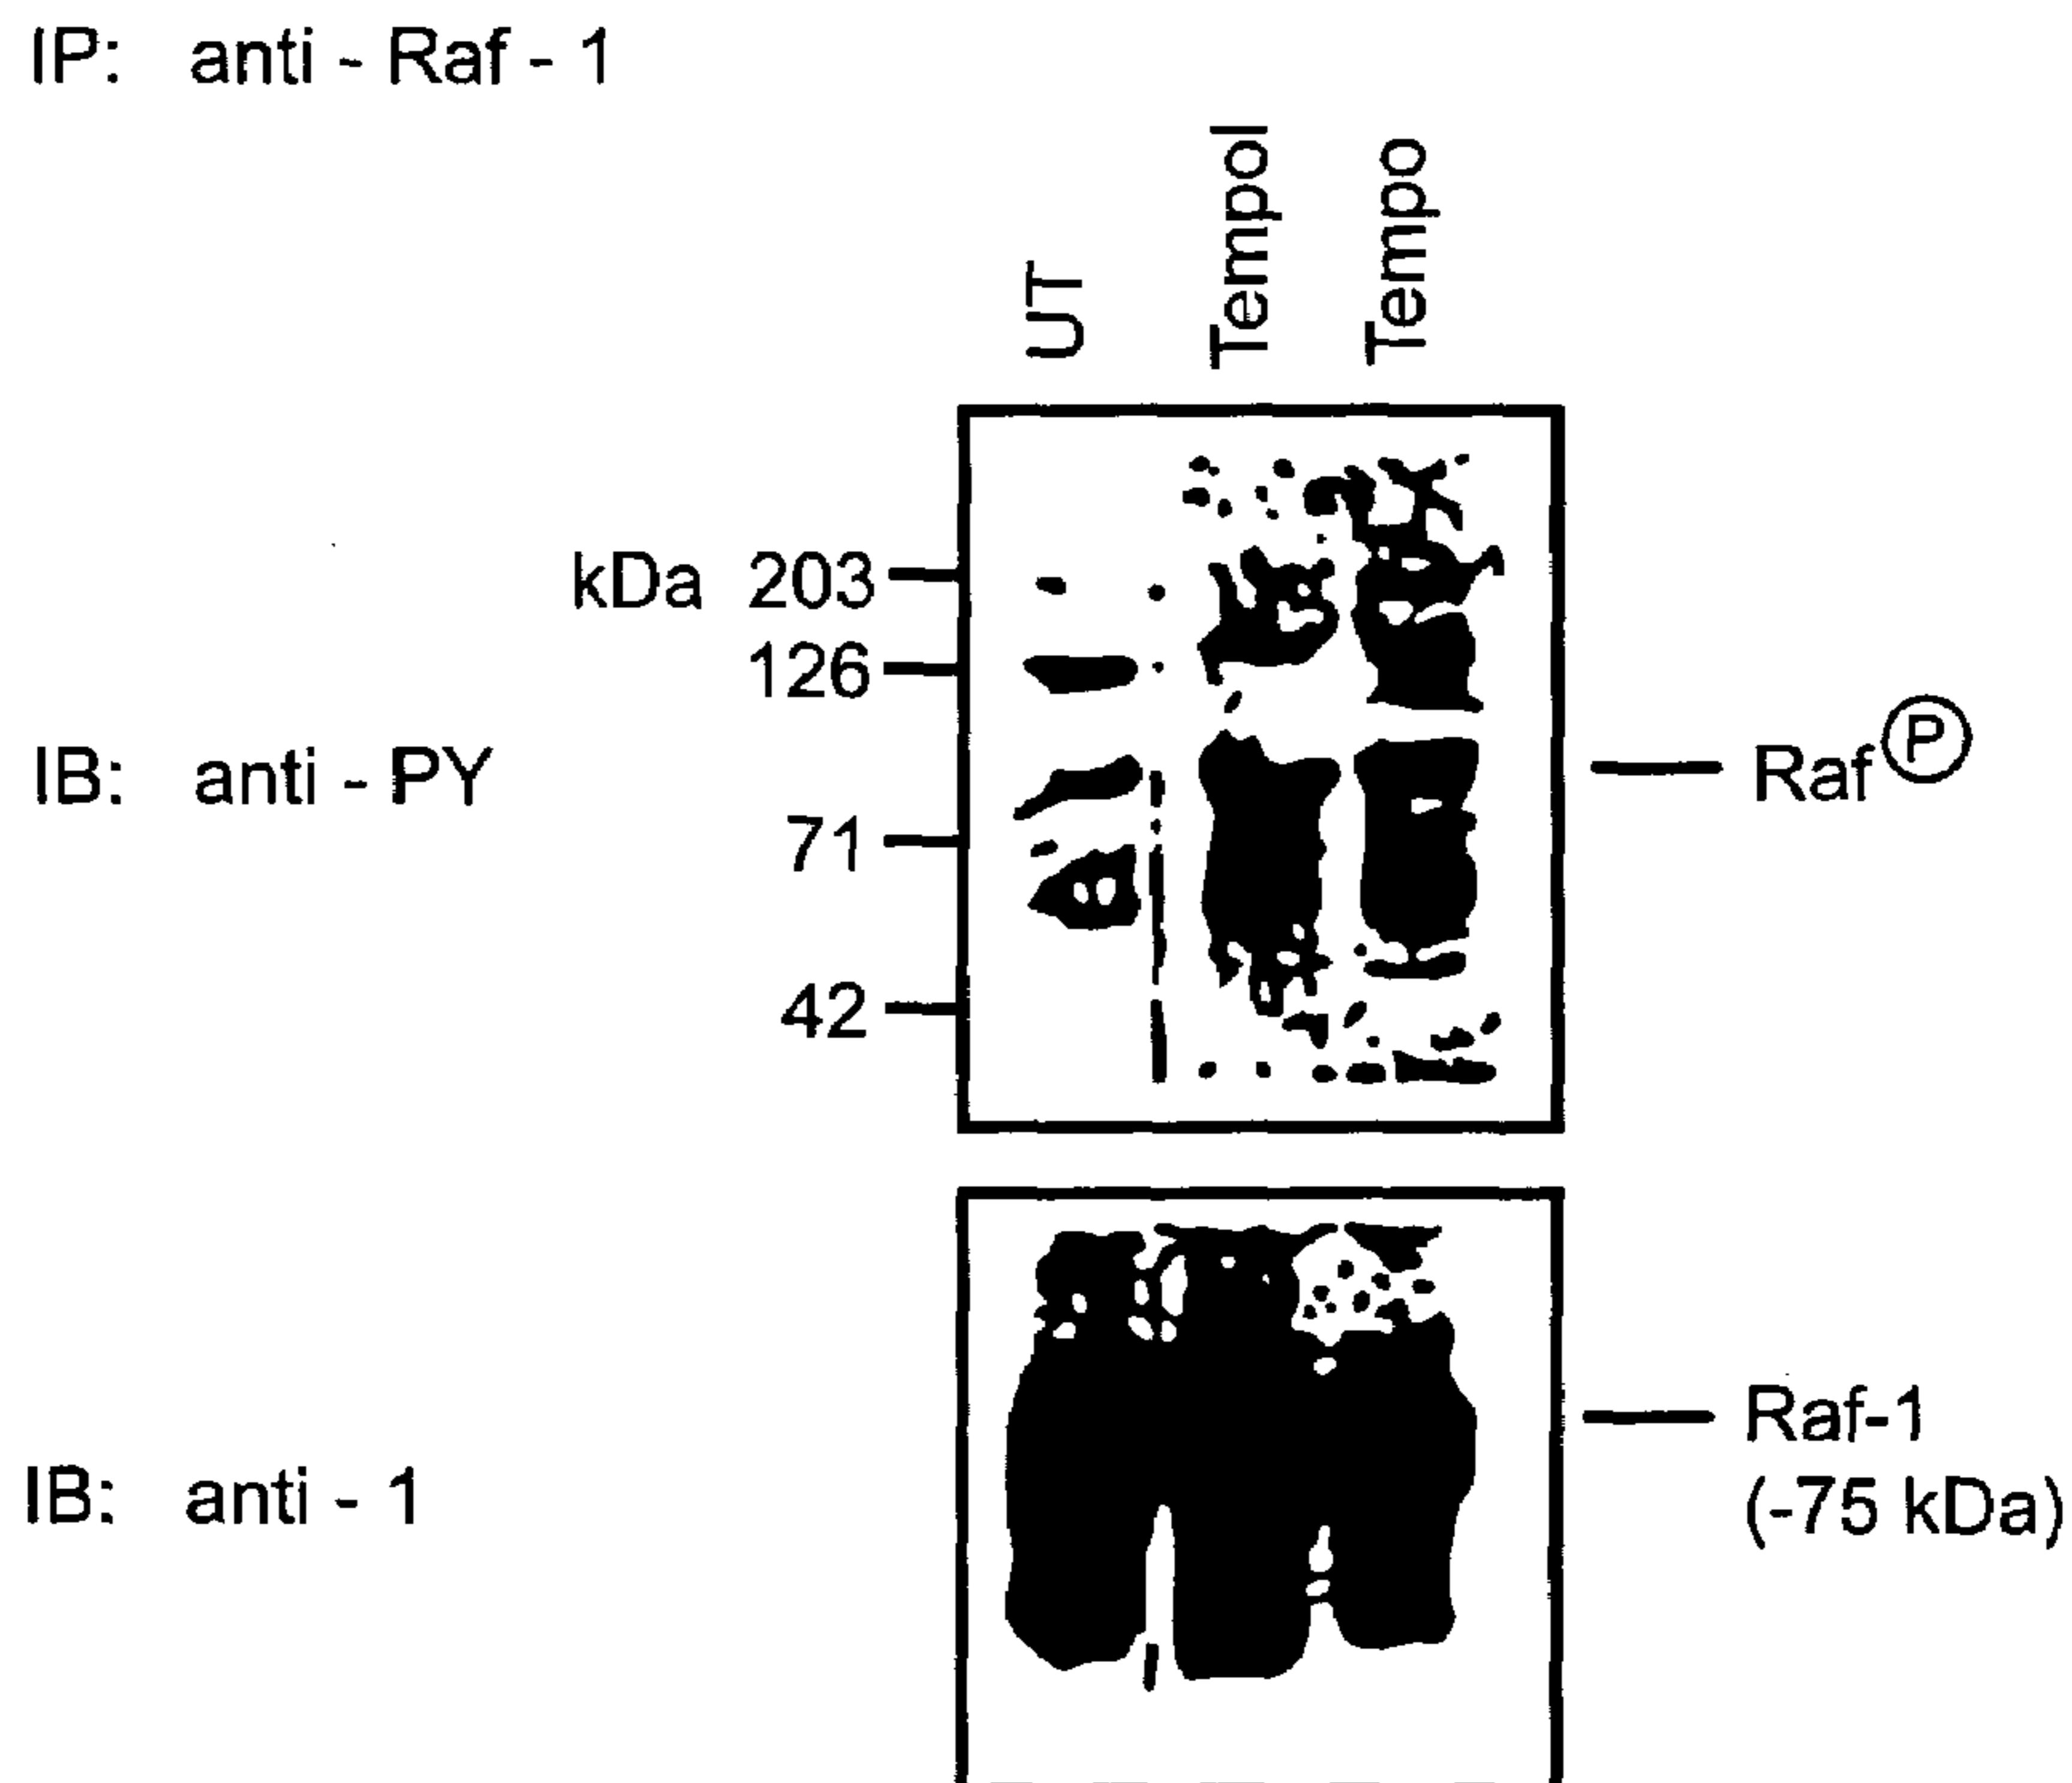 IP: anti - Raf - 1
UT
Tempol
Tempo
kDa 203
126
IB: anti - PY
Raf P
71
42
Raf-1
IB: anti - 1
(-75 kDa)